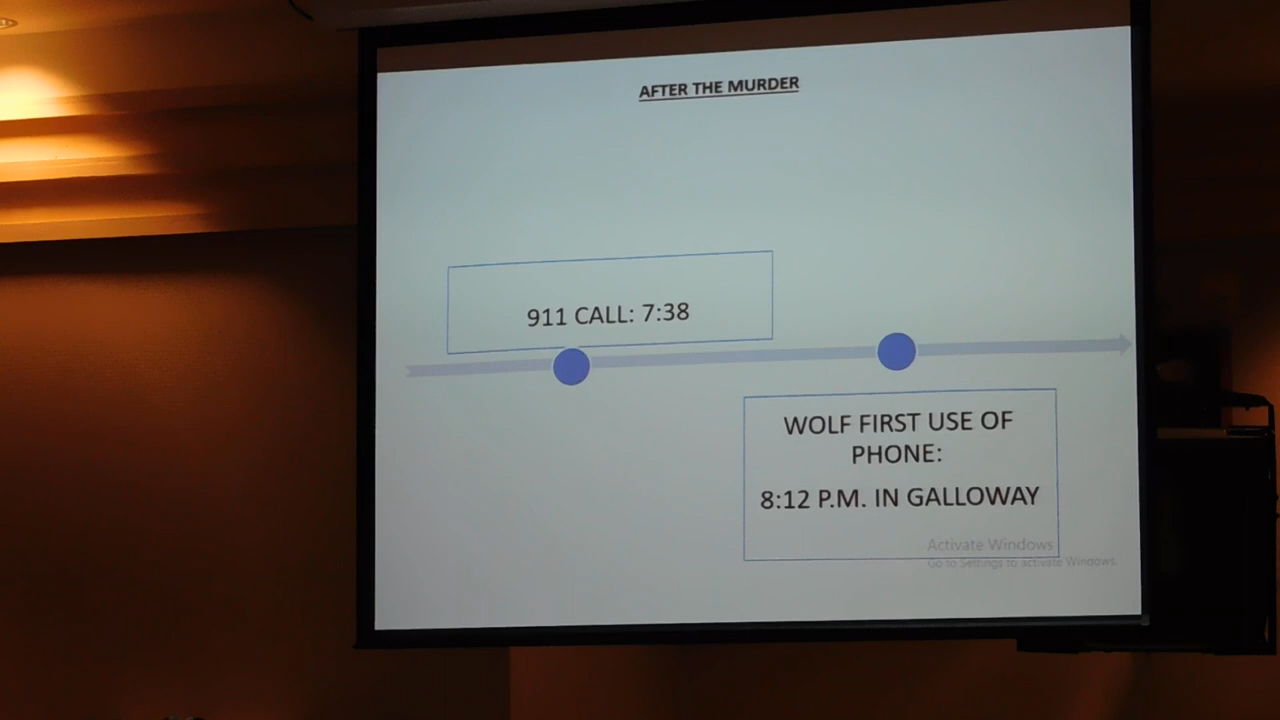 AFTER THE MURDER
911 CALL: 7:38
WOLF FIRST USE OF
PHONE:
8:12 P.M. IN GALLOWAY
Activate Windows
Go to Settings to activate Windows.